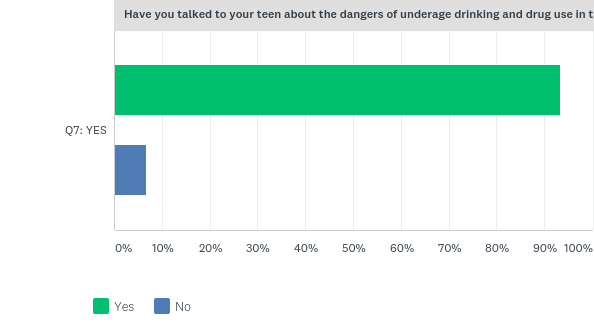 Have you talked to your teen about the dangers of underage drinking and drug use in t
Q7: YES
0% 10% 20% 30% 40% 50% 60% 70% 80% 90% 100%
Yes No